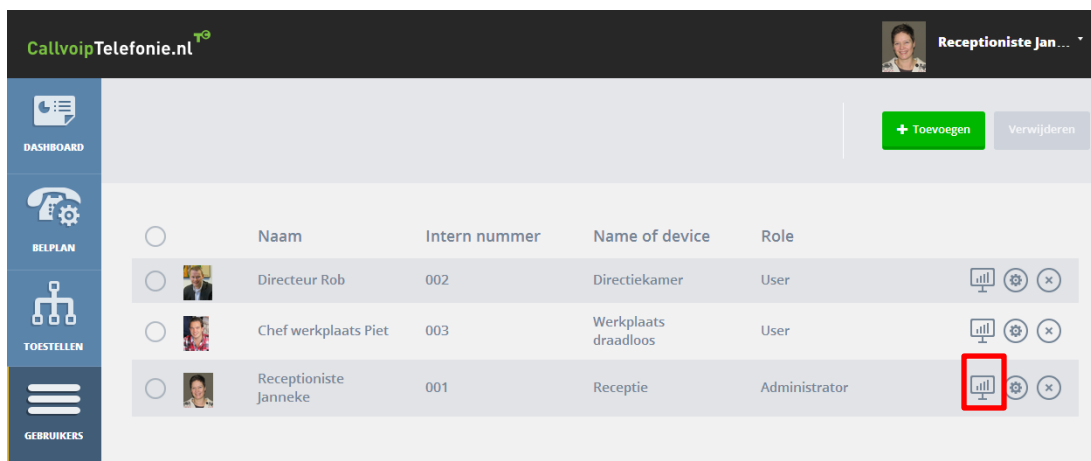 CallvoipTelefonie.nl
Receptioniste Jan...
DASHBOARD
+ Toevoegen
Verwijderen
BELPLAN
Naam
Intern nummer
Name of device
Role
Directeur Rob
002
Directiekamer
User
TOESTELLEN
Chef werkplaats Piet
003
Werkplaats
draadloos
User
Receptioniste
Janneke
001
Receptie
Administrator
GEBRUIKERS